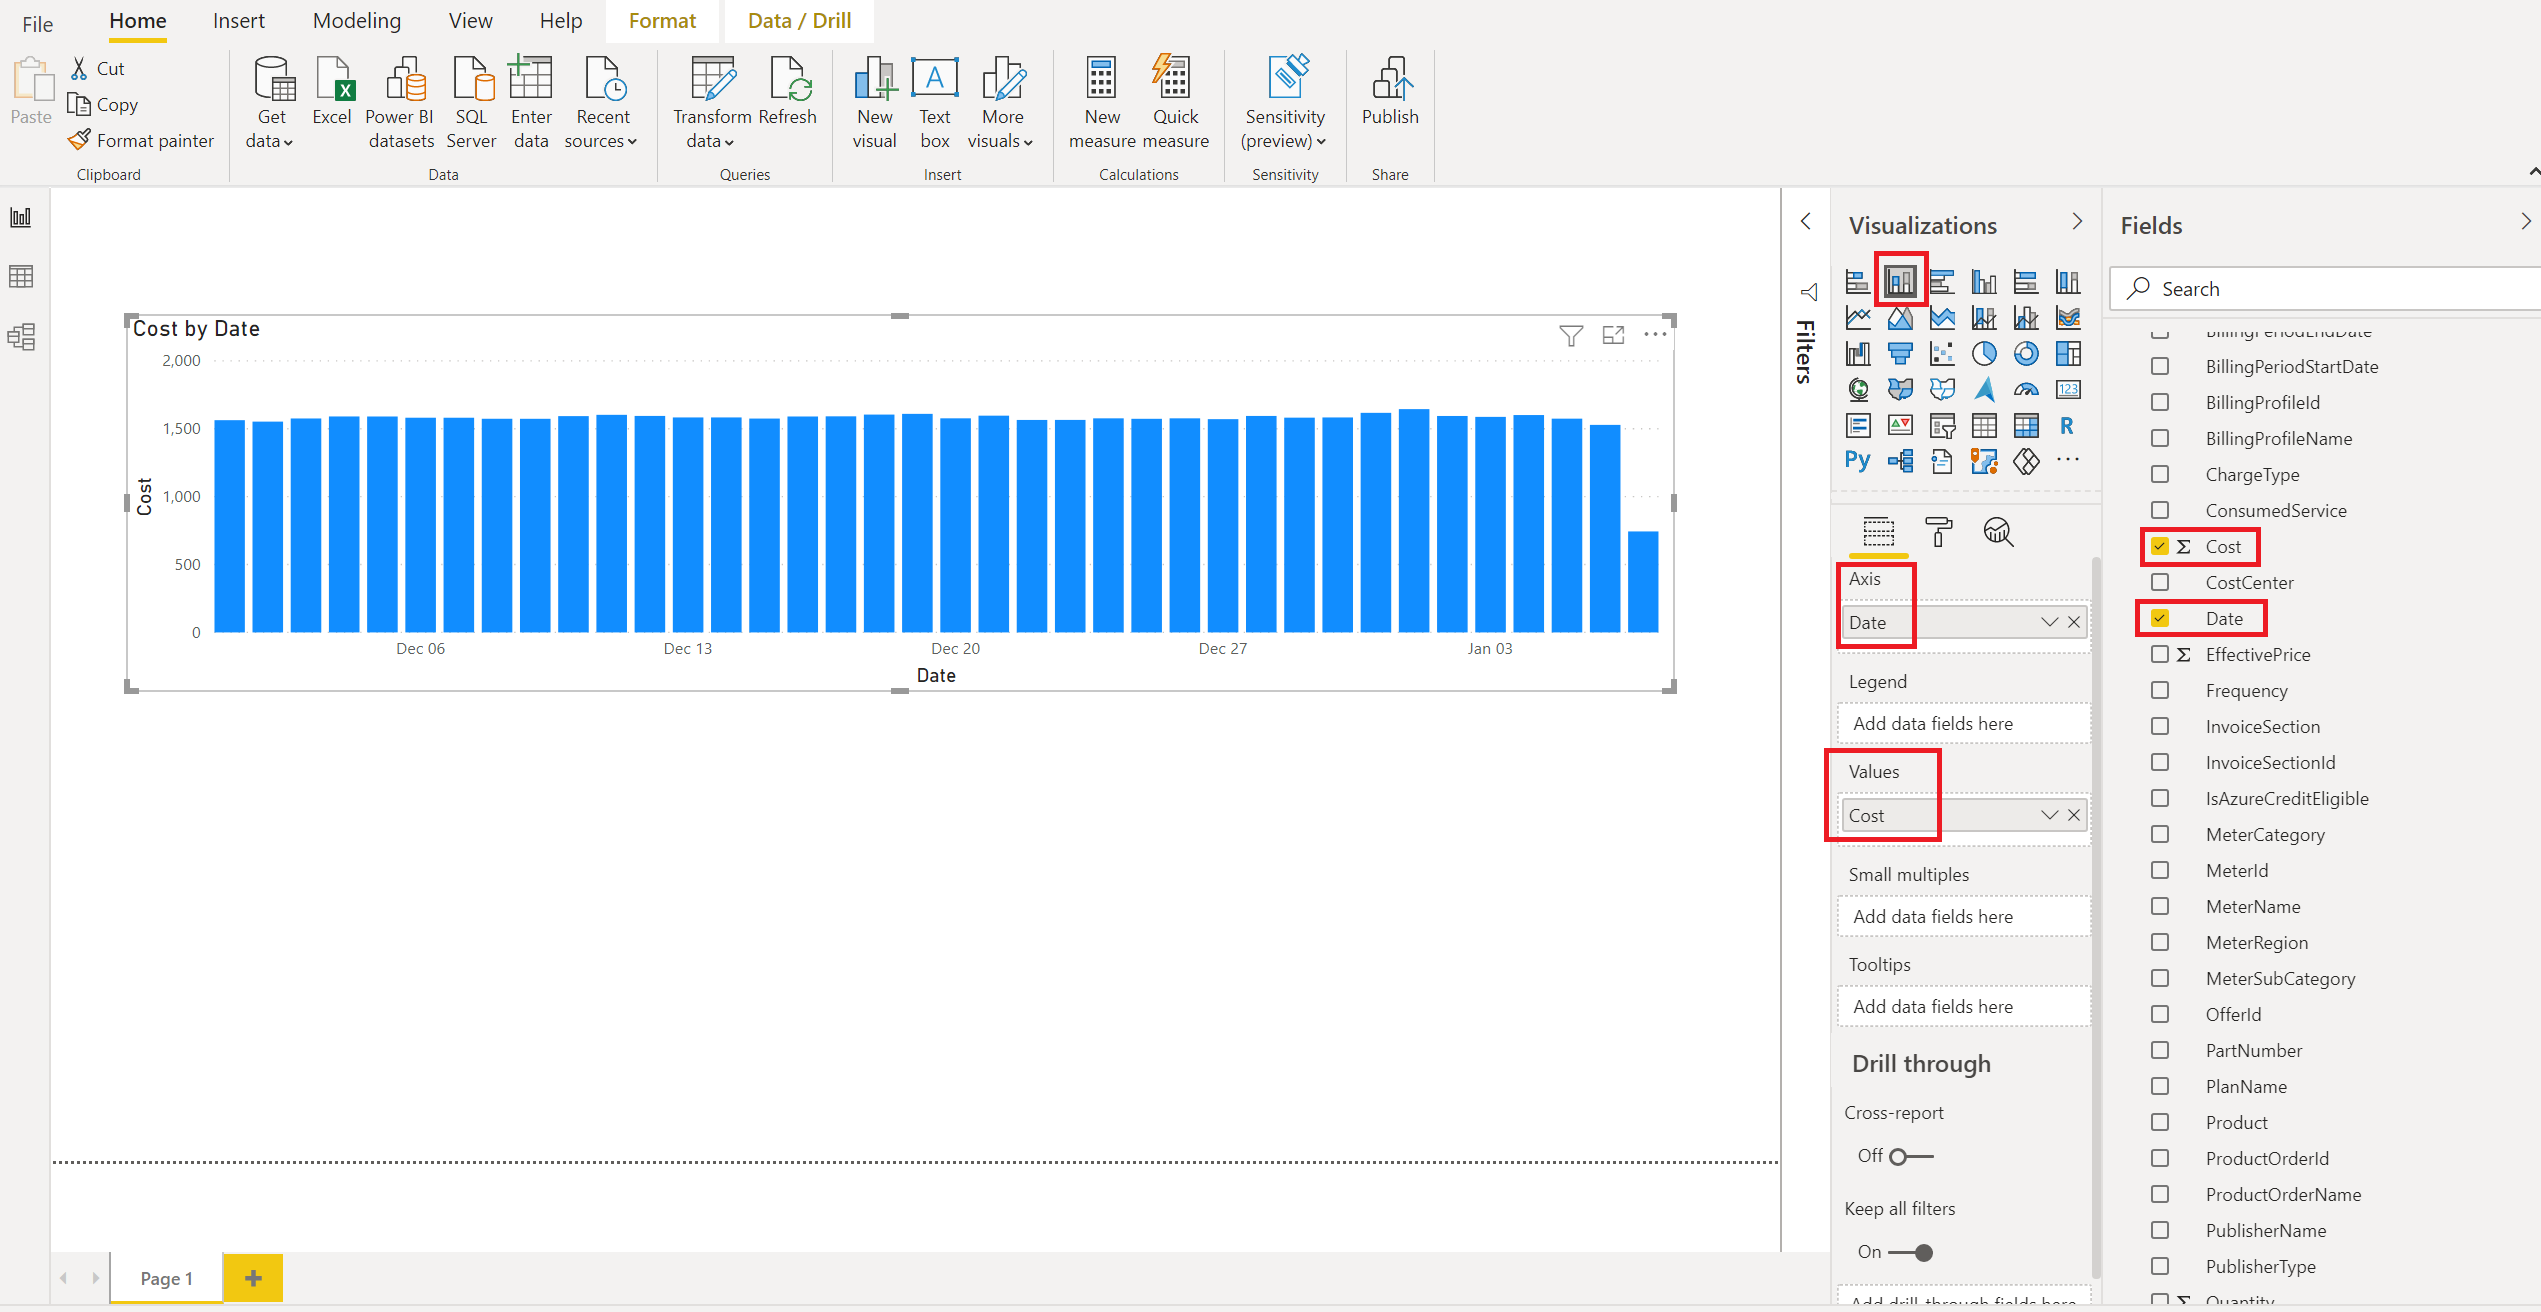 File Home Insert Modeling View Help Format Data / Drill
Paste
Cut
Copy
Format painter
Clipboard
Get data
Excel
Power BI datasets
SQL Server
Enter data
Recent sources
Data
Transform data
Refresh
Queries
New visual
Text box
More visuals
Insert
New measure
Quick measure
Calculations
Sensitivity (preview)
Sensitivity
Publish
Share
Cost by Date
2,000
1,500
1,000
500
0
Cost
Dec 06 Dec 13 Dec 20 Dec 27 Jan 03
Date
Page 1
Filters
Visualizations
123
R
Py
Axis
Date
Legend
Add data fields here
Values
Cost
Small multiples
Add data fields here
Tooltips
Add data fields here
Drill through
Cross-report
Off
Keep all filters
On
Add drill-through fields here
Fields
Search
BillingPeriodEndDate
BillingPeriodStartDate
BillingProfileId
BillingProfileName
ChargeType
ConsumedService
Σ Cost
CostCenter
Date
Σ EffectivePrice
Frequency
InvoiceSection
InvoiceSectionId
IsAzureCreditEligible
MeterCategory
MeterId
MeterName
MeterRegion
MeterSubCategory
OfferId
PartNumber
PlanName
Product
ProductOrderId
ProductOrderName
PublisherName
PublisherType
Σ Quantity